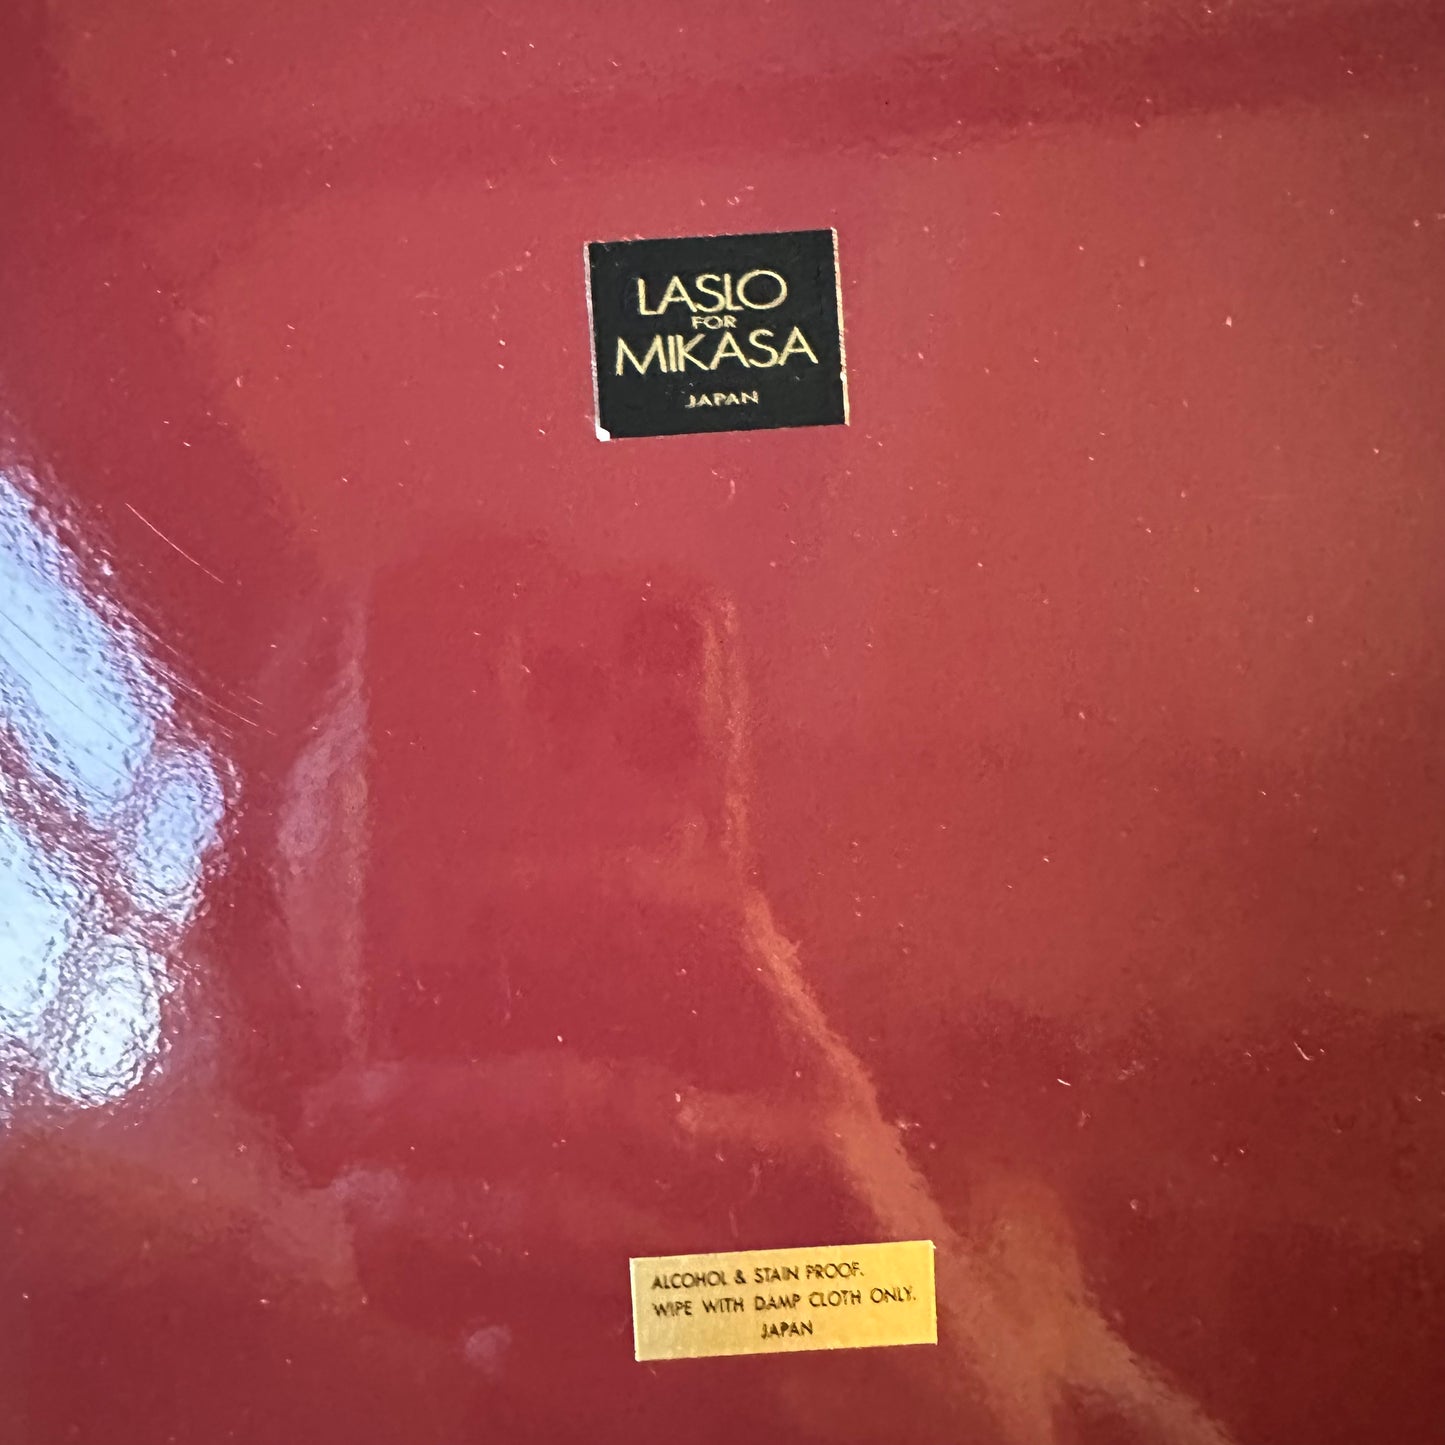 LASLO
FOR
MIKASA
JAPAN
ALCOHOL & STAIN PROOF.
WIPE WITH DAMP CLOTH ONLY.
JAPAN